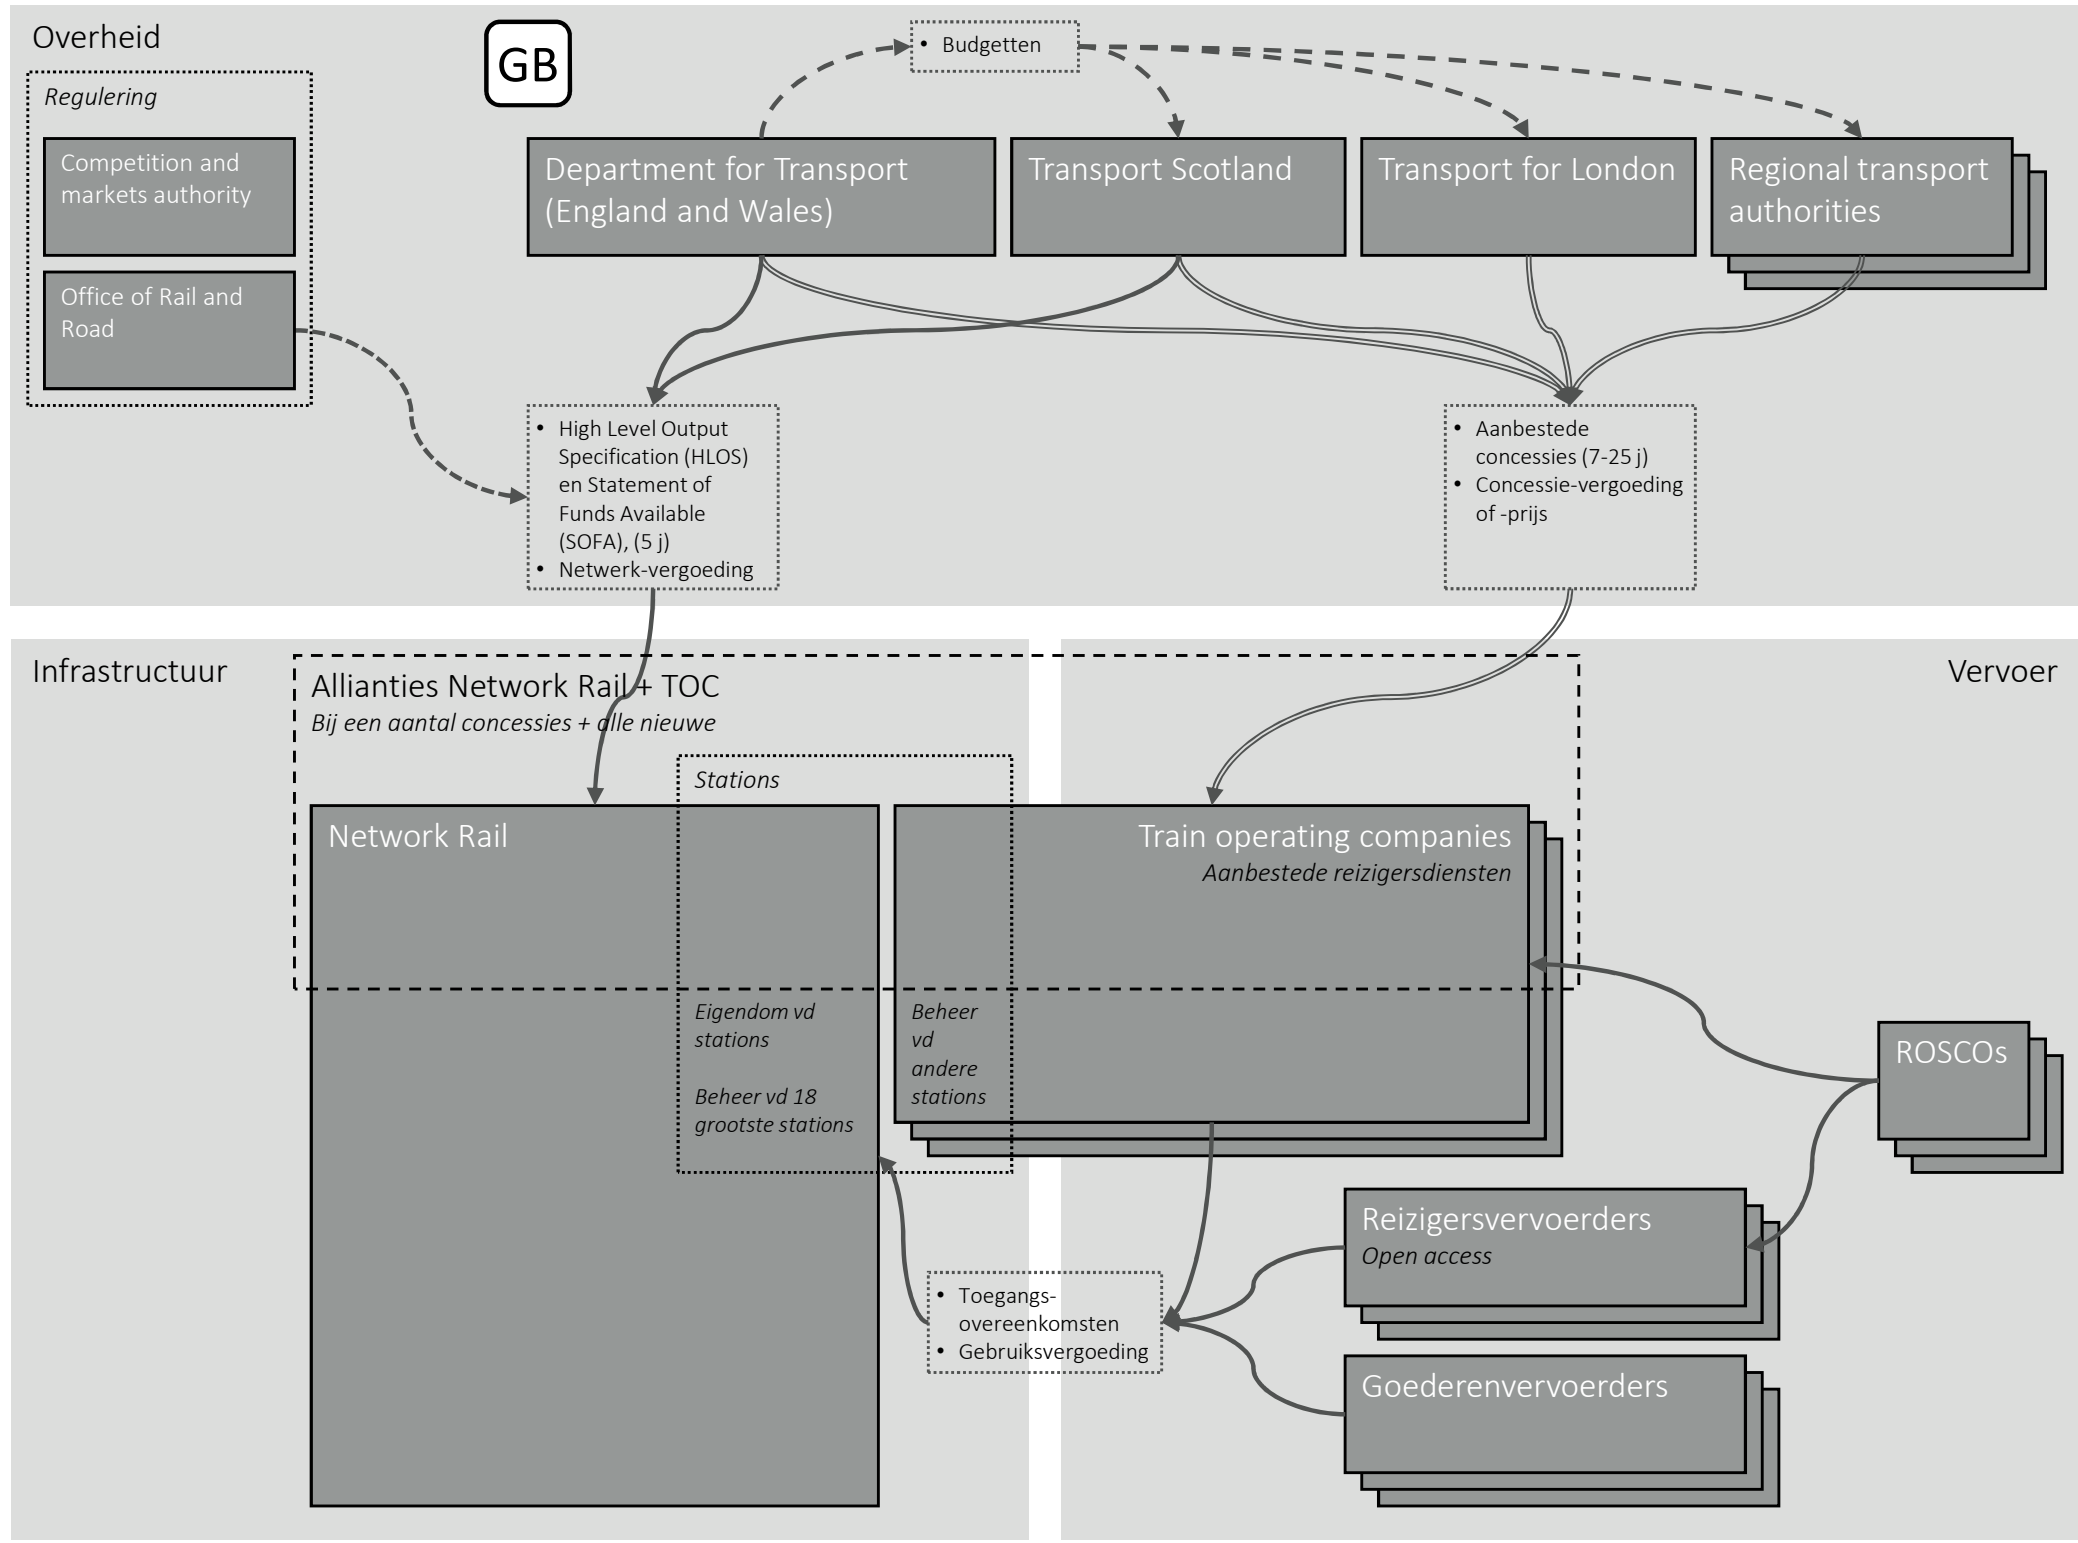 Overheid
GB
• Budgetten
Regulering
Competition and
markets authority
Office of Rail and
Road
Department for Transport
(England and Wales)
Transport Scotland
Transport for London
Regional transport
authorities
• High Level Output
Specification (HLOS)
en Statement of
Funds Available
(SOFA), (5 j)
• Netwerk-vergoeding
• Aanbestede
concessies (7-25 j)
• Concessie-vergoeding
of -prijs
Infrastructuur
Vervoer
Allianties Network Rail + TOC
Bij een aantal concessies + alle nieuwe
Stations
Network Rail
Train operating companies
Aanbestede reizigersdiensten
Eigendom vd
stations
Beheer vd 18
grootste stations
Beheer
vd
andere
stations
ROSCOs
Reizigersvervoerders
Open access
• Toegangs-
overeenkomsten
• Gebruiksvergoeding
Goederenvervoerders